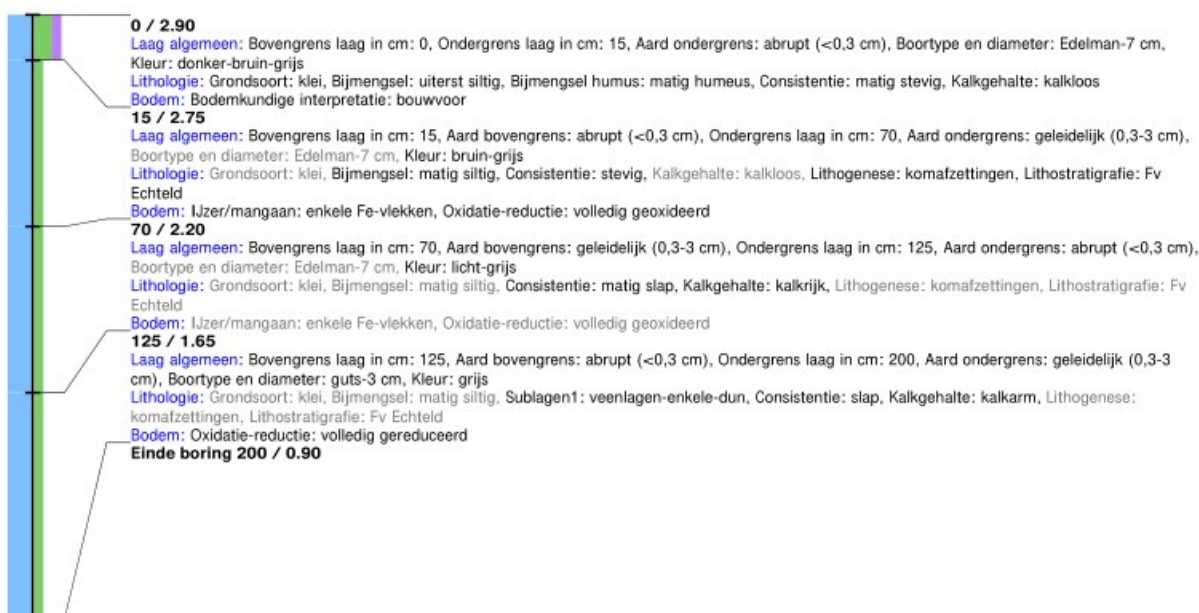 0 / 2.90
Laag algemeen: Bovengrens laag in cm: 0, Ondergrens laag in cm: 15, Aard ondergrens: abrupt (<0,3 cm), Boortype en diameter: Edelman-7 cm,
Kleur: donker-bruin-grijs
Lithologie: Grondsoort: klei, Bijmengsel: uiterst siltig, Bijmengsel humus: matig humeus, Consistentie: matig stevig, Kalkgehalte: kalkloos
Bodem: Bodemkundige interpretatie: bouwvoor
15 / 2.75
Laag algemeen: Bovengrens laag in cm: 15, Aard bovengrens: abrupt (<0,3 cm), Ondergrens laag in cm: 70, Aard ondergrens: geleidelijk (0,3-3 cm),
Boortype en diameter: Edelman-7 cm, Kleur: bruin-grijs
Lithologie: Grondsoort: klei, Bijmengsel: matig siltig, Consistentie: stevig, Kalkgehalte: kalkloos, Lithogenese: komafzettingen, Lithostratigrafie: Fv
Echteld
Bodem: IJzer/mangaan: enkele Fe-vlekken, Oxidatie-reductie: volledig geoxideerd
70 / 2.20
Laag algemeen: Bovengrens laag in cm: 70, Aard bovengrens: geleidelijk (0,3-3 cm), Ondergrens laag in cm: 125, Aard ondergrens: abrupt (<0,3 cm),
Boortype en diameter: Edelman-7 cm, Kleur: licht-grijs
Lithologie: Grondsoort: klei, Bijmengsel: matig siltig, Consistentie: matig slap, Kalkgehalte: kalkrijk, Lithogenese: komafzettingen, Lithostratigrafie: Fv
Echteld
Bodem: IJzer/mangaan: enkele Fe-vlekken, Oxidatie-reductie: volledig geoxideerd
125 / 1.65
Laag algemeen: Bovengrens laag in cm: 125, Aard bovengrens: abrupt (<0,3 cm), Ondergrens laag in cm: 200, Aard ondergrens: geleidelijk (0,3-3
cm), Boortype en diameter: guts-3 cm, Kleur: grijs
Lithologie: Grondsoort: klei, Bijmengsel: matig siltig, Sublagen1: veenlagen-enkele-dun, Consistentie: slap, Kalkgehalte: kalkarm, Lithogenese:
komafzettingen, Lithostratigrafie: Fv Echteld
Bodem: Oxidatie-reductie: volledig gereduceerd
Einde boring 200 / 0.90